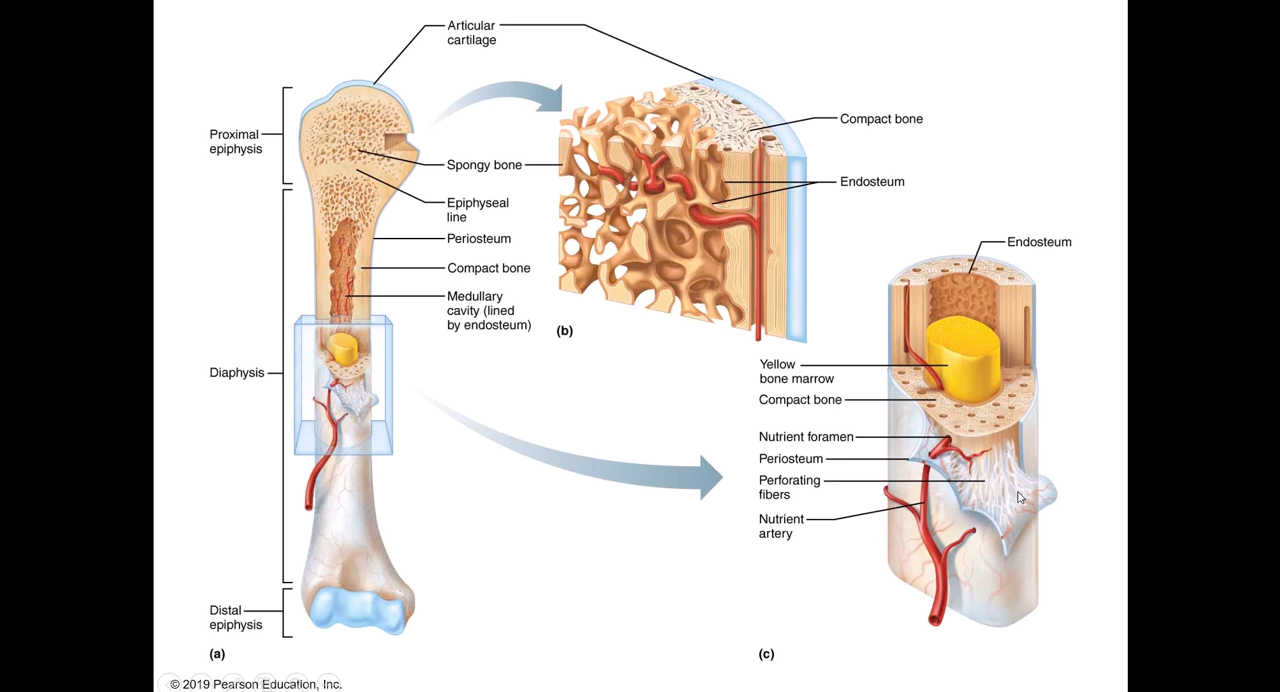 Articular
cartilage
Proximal
epiphysis
Spongy bone
Epiphyseal
line
Periosteum
Compact bone
Medullary
cavity (lined
by endosteum)
Diaphysis
Distal
epiphysis
(a)
Compact bone
Endosteum
(b)
Endosteum
Yellow
bone marrow
Compact bone
Nutrient foramen
Periosteum
Perforating
fibers
Nutrient
artery
(c)
© 2019 Pearson Education, Inc.